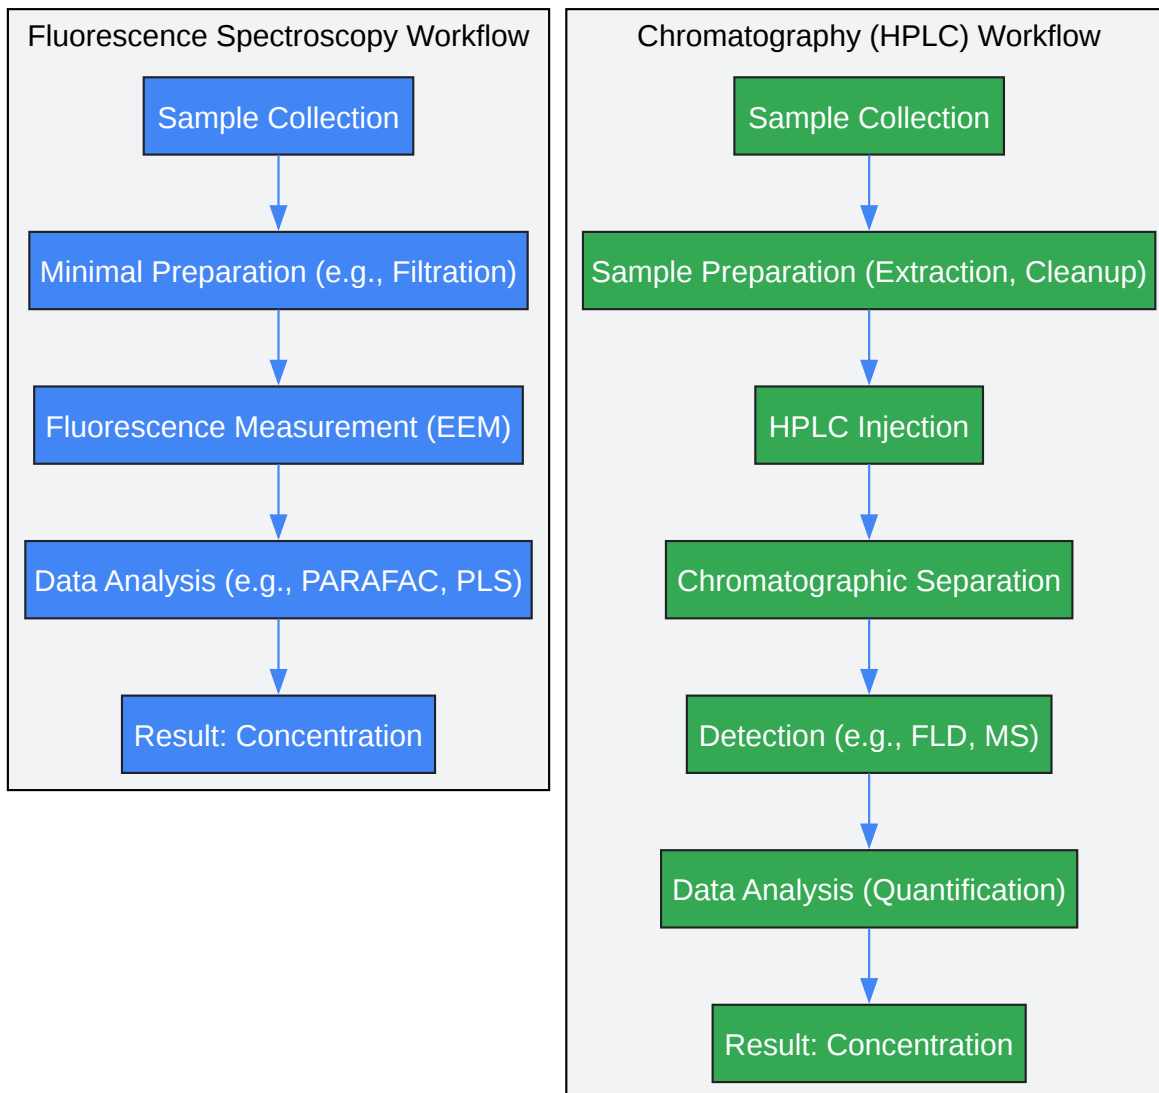 Fluorescence Spectroscopy Workflow
Sample Collection
Minimal Preparation (e.g., Filtration)
Fluorescence Measurement (EEM)
Data Analysis (e.g., PARAFAC, PLS)
Result: Concentration
Chromatography (HPLC) Workflow
Sample Collection
Sample Preparation (Extraction, Cleanup)
HPLC Injection
Chromatographic Separation
Detection (e.g., FLD, MS)
Data Analysis (Quantification)
Result: Concentration